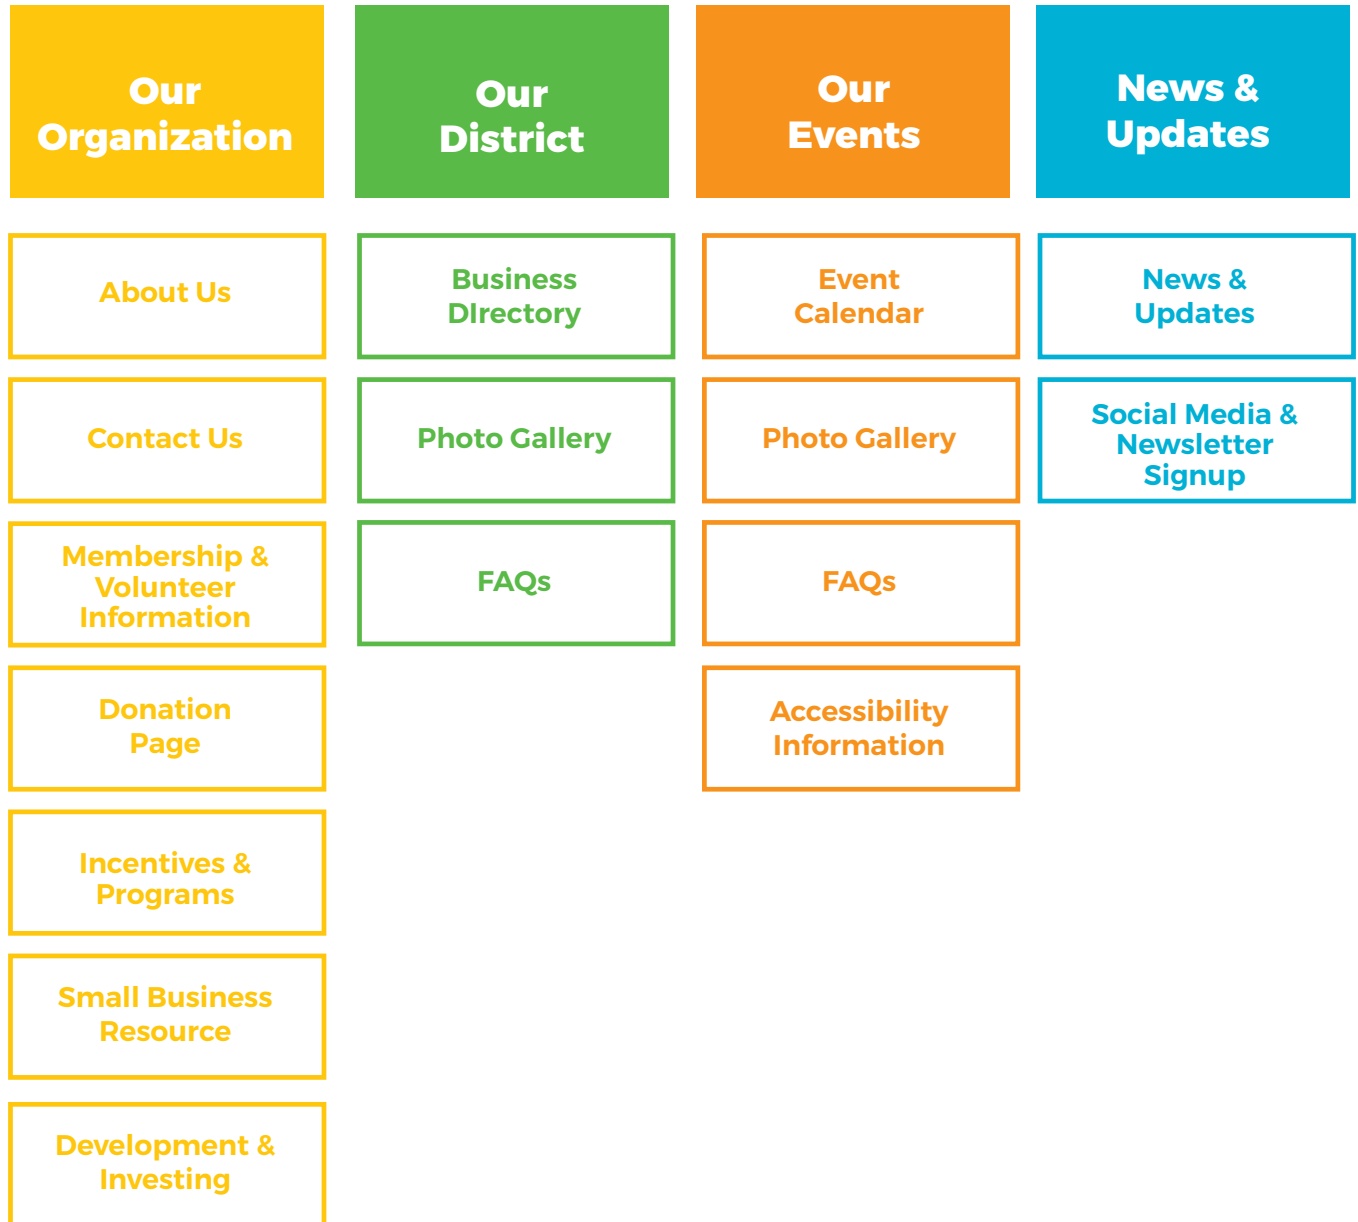 Our
Organization
Our
District
Our
Events
News &
Updates
About Us
Business
DIrectory
Event
Calendar
News &
Updates
Contact Us
Photo Gallery
Photo Gallery
Social Media &
Newsletter
Signup
Membership &
Volunteer
Information
FAQs
FAQs
Donation
Page
Accessibility
Information
Incentives &
Programs
Small Business
Resource
Development &
Investing